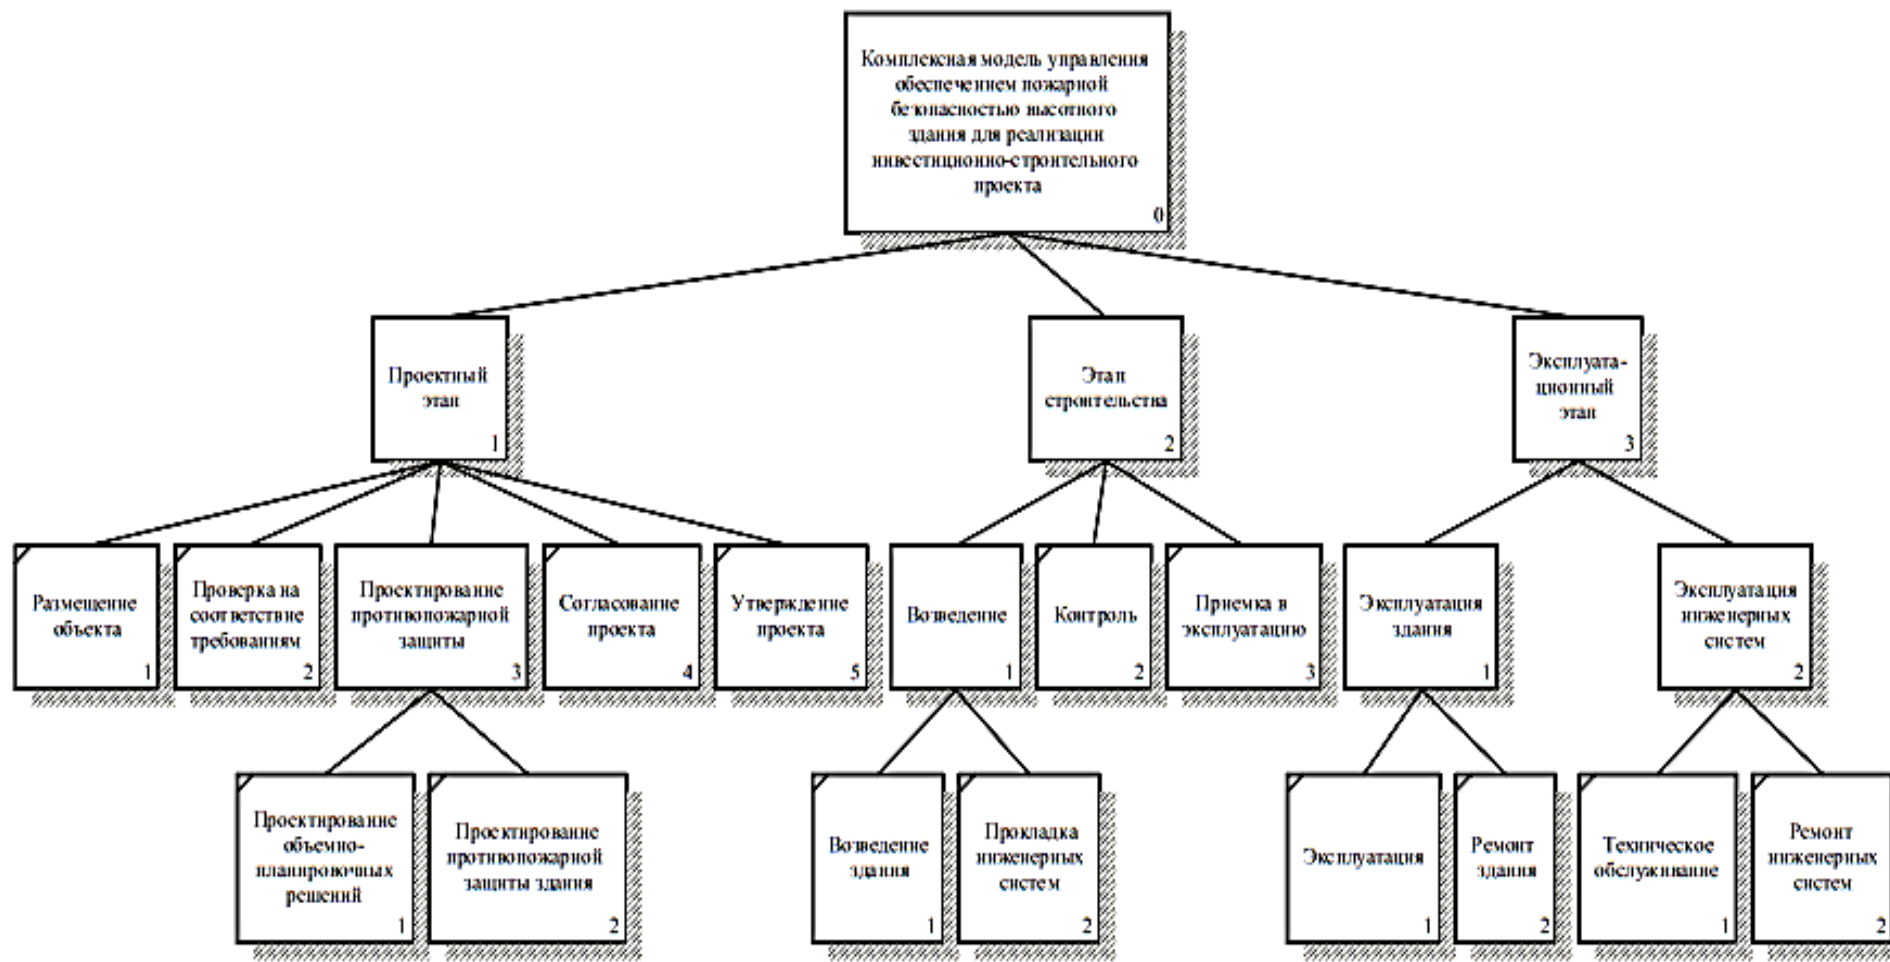 Комплексная модель управления
обеспечением пожарной
безопасностью высотного
здания для реализации
инвестиционно-строительного
проекта
0
Проектный
этап
1
Этап
строительства
2
Эксплуата-
ционный
этап
3
Размещение
объекта
1
Проверка на
соответствие
требованиям
2
Проектирование
противопожарной
защиты
3
Согласование
проекта
4
Утверждение
проекта
5
Возведение
1
Контроль
2
Приемка в
эксплуатацию
3
Эксплуатация
здания
1
Эксплуатация
инженерных
систем
2
Проектирование
объемно-
планировочных
решений
1
Проектирование
противопожарной
защиты здания
2
Возведение
здания
1
Прокладка
инженерных
систем
2
Эксплуатация
1
Ремонт
здания
2
Техническое
обслуживание
1
Ремонт
инженерных
систем
2